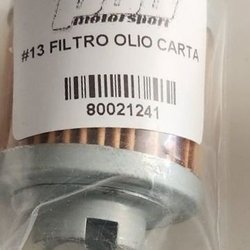 motorsport
#13 FILTRO OLIO CARTA
80021241